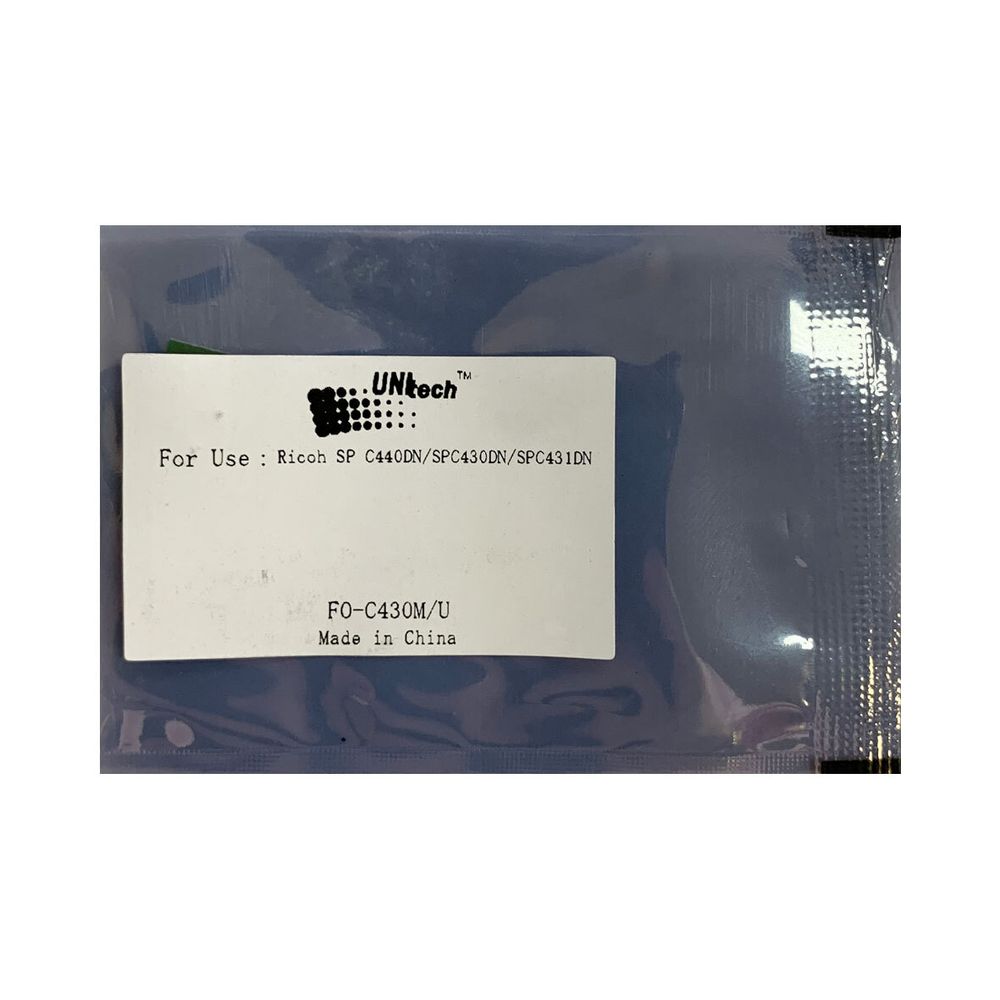 UNItech™
For Use : Ricoh SP C440DN/SPC430DN/SPC431DN
FO-C430M/U
Made in China